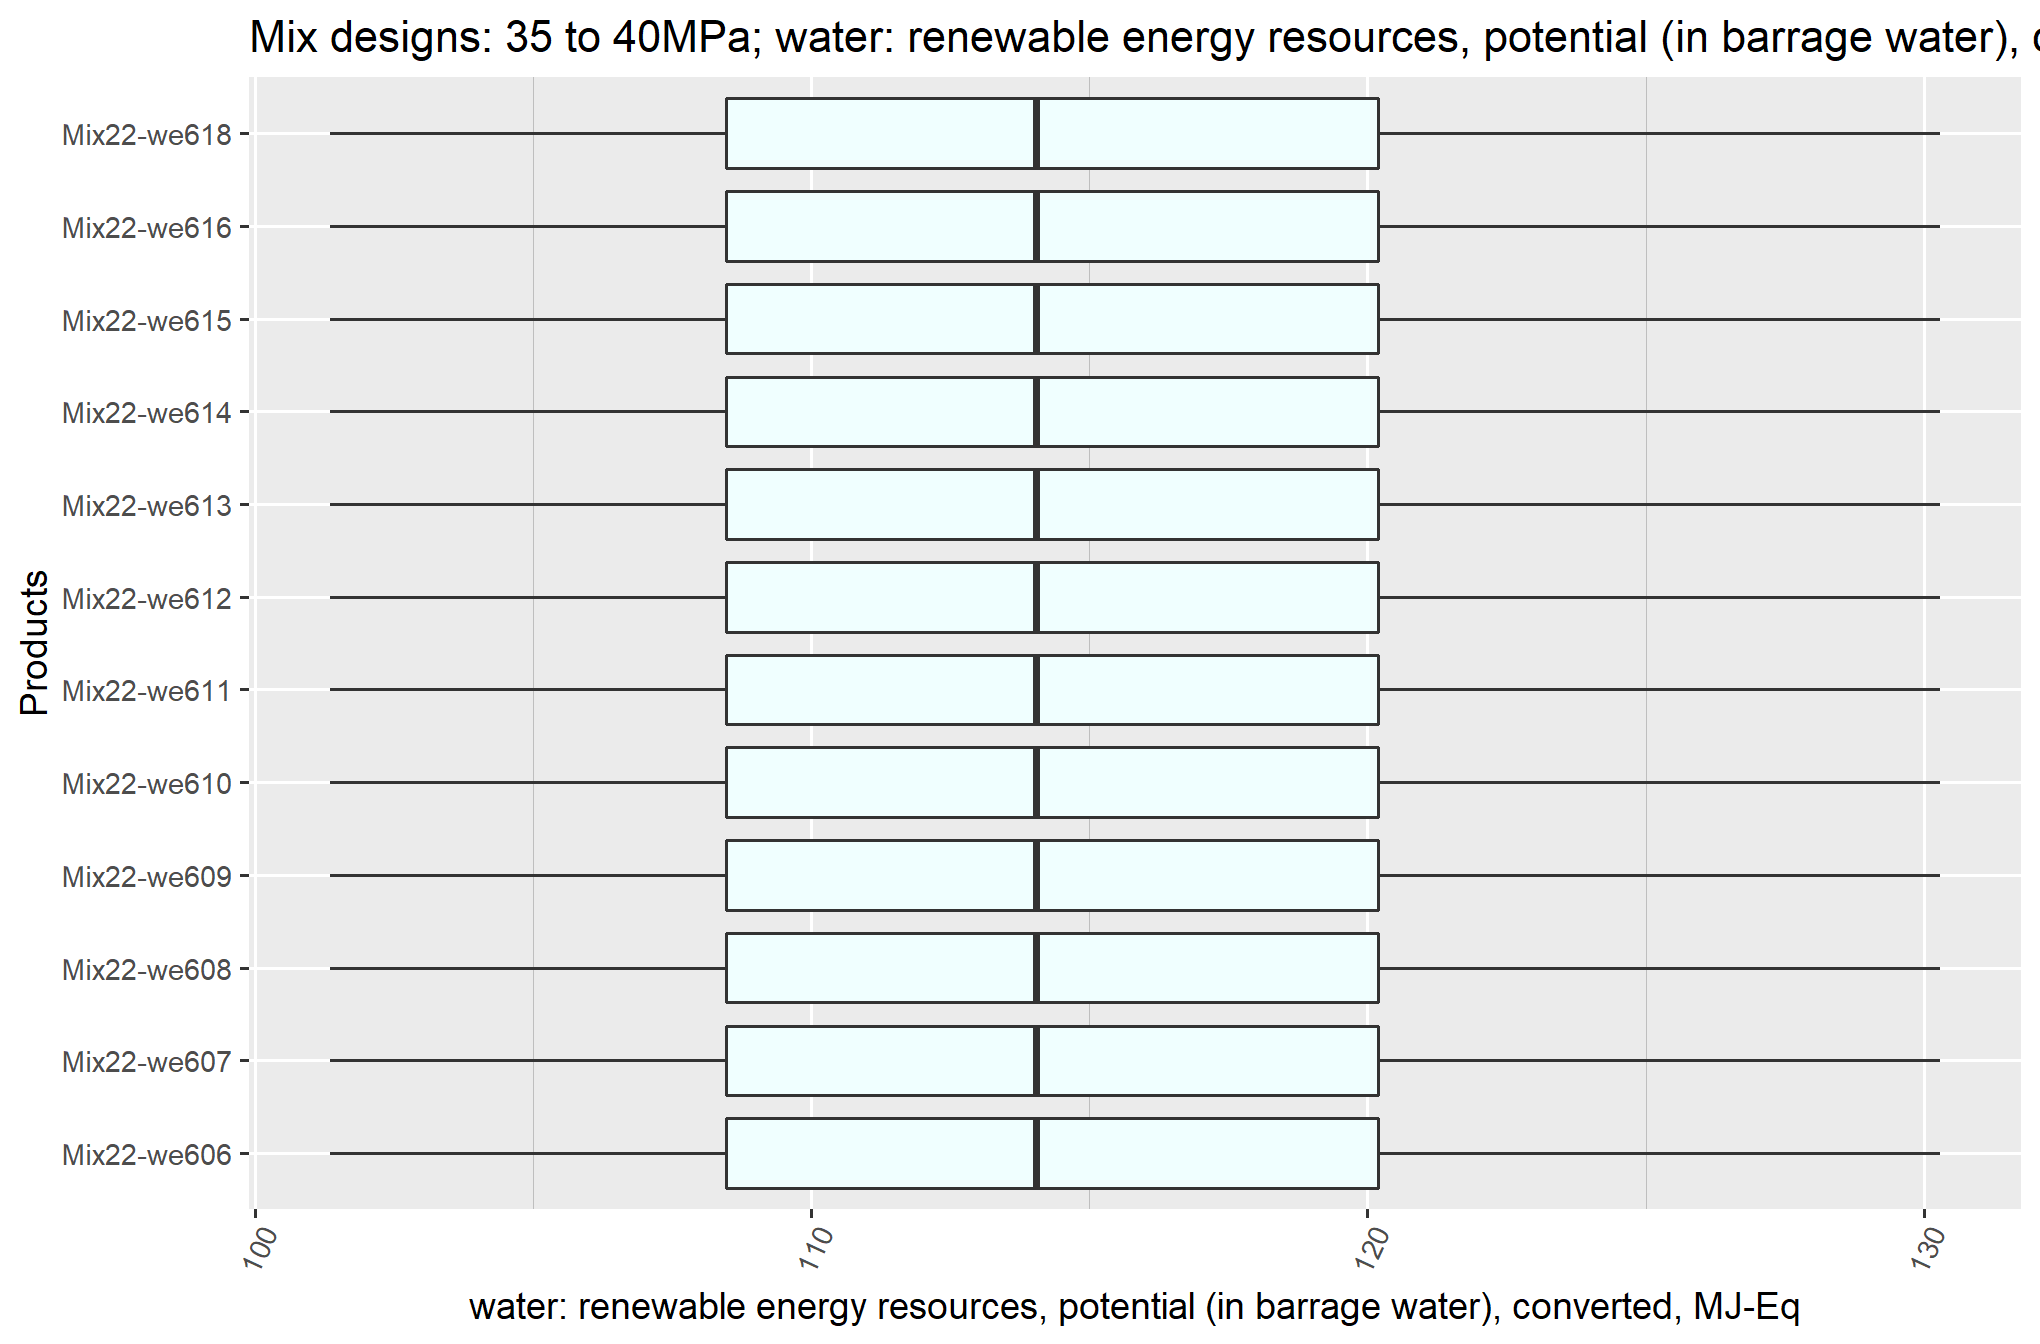 Mix designs: 35 to 40MPa; water: renewable energy resources, potential (in barrage water),
Products
Mix22-we618
Mix22-we616
Mix22-we615
Mix22-we614
Mix22-we613
Mix22-we612
Mix22-we611
Mix22-we610
Mix22-we609
Mix22-we608
Mix22-we607
Mix22-we606
100
110
120
130
water: renewable energy resources, potential (in barrage water), converted, MJ-Eq